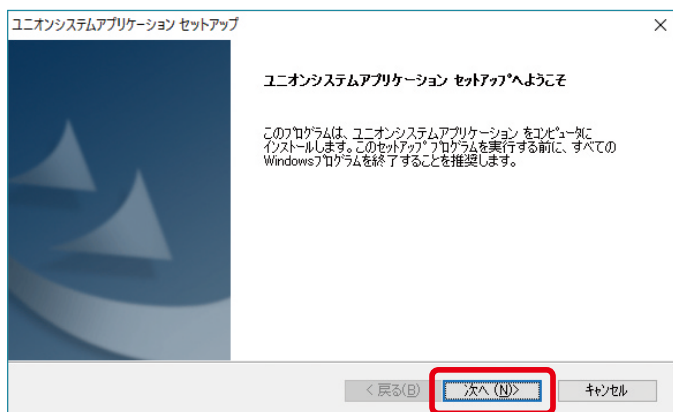 ユニオンシステムアプリケーション セットアップ
ユニオンシステムアプリケーション セットアップへようこそ
このプログラムは、ユニオンシステムアプリケーション をコンピュータに
インストールします。このセットアップ プログラムを実行する前に、すべての
Windowsプログラムを終了することを推奨します。
< 戻る(B)
次へ (N)>
キャンセル